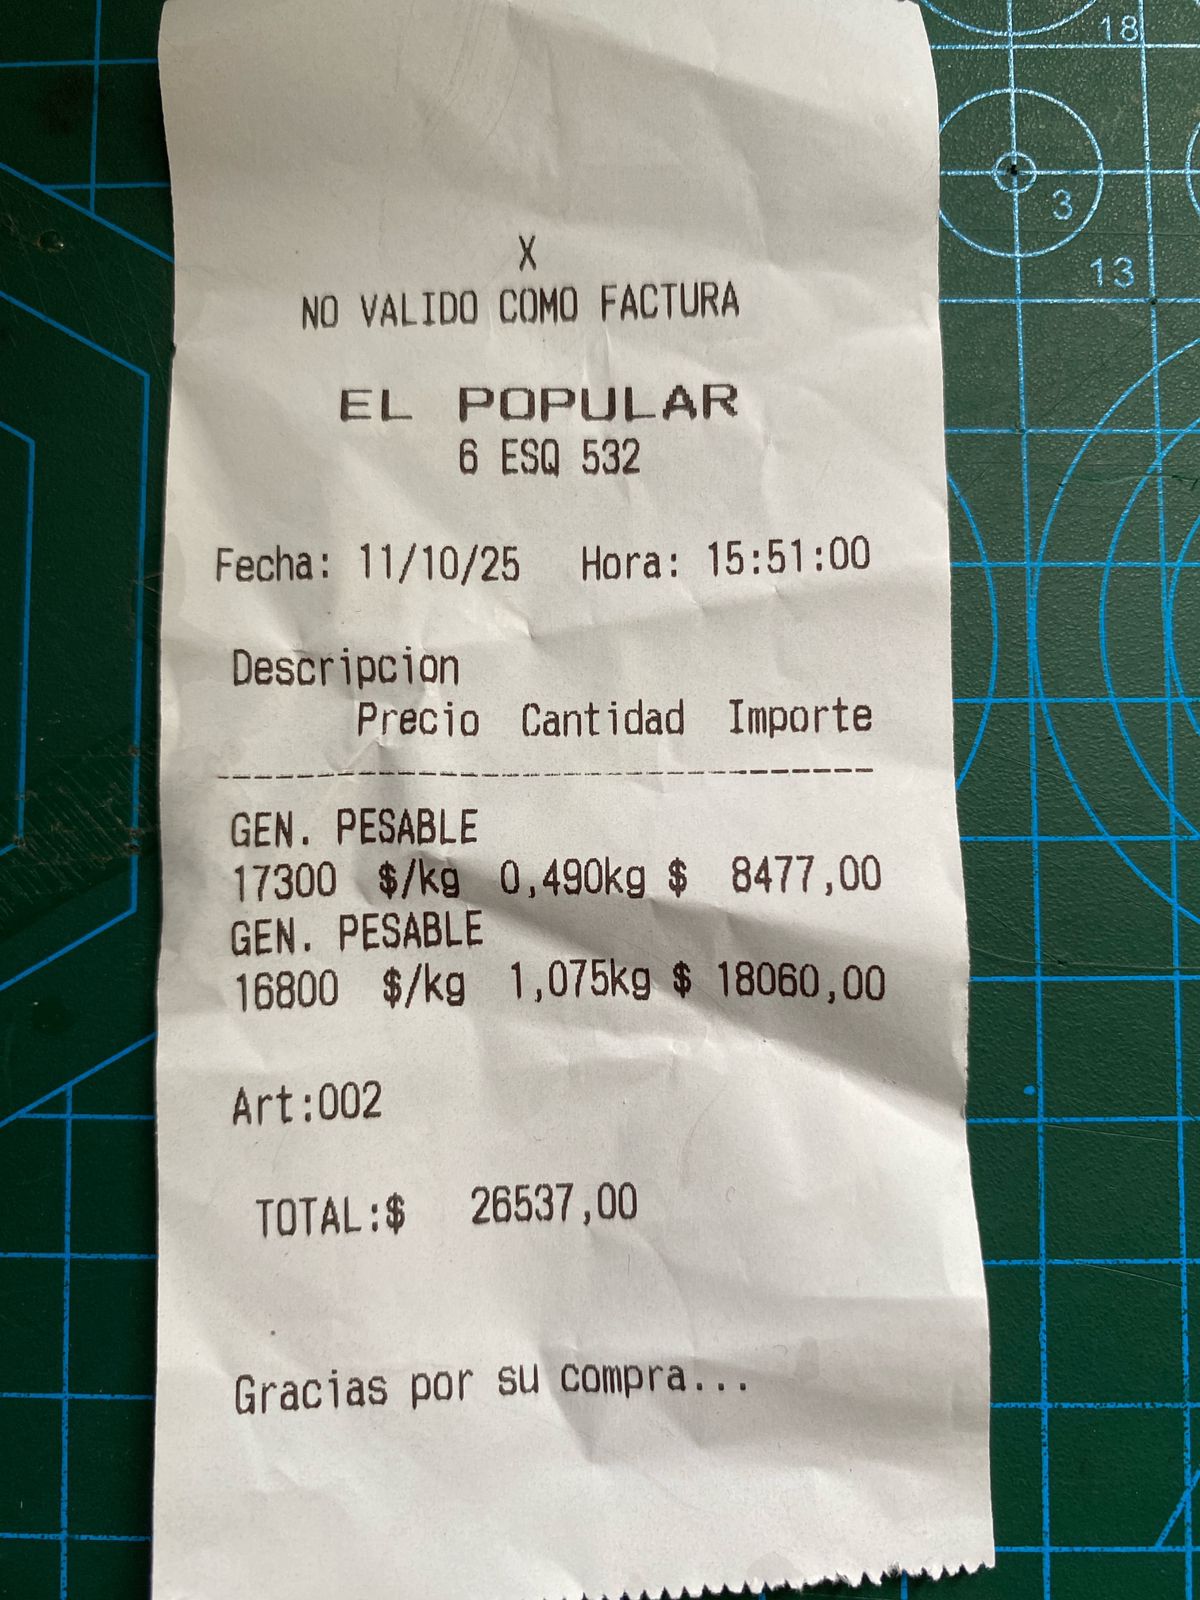 X
NO VALIDO COMO FACTURA
EL POPULAR
6 ESQ 532
Fecha: 11/10/25 Hora: 15:51:00
Descripcion
Precio Cantidad Importe
--------------------------------
GEN. PESABLE
17300 $/kg 0,490kg $ 8477,00
GEN. PESABLE
16800 $/kg 1,075kg $ 18060,00
Art:002
TOTAL:$ 26537,00
Gracias por su compra...
18
3
13